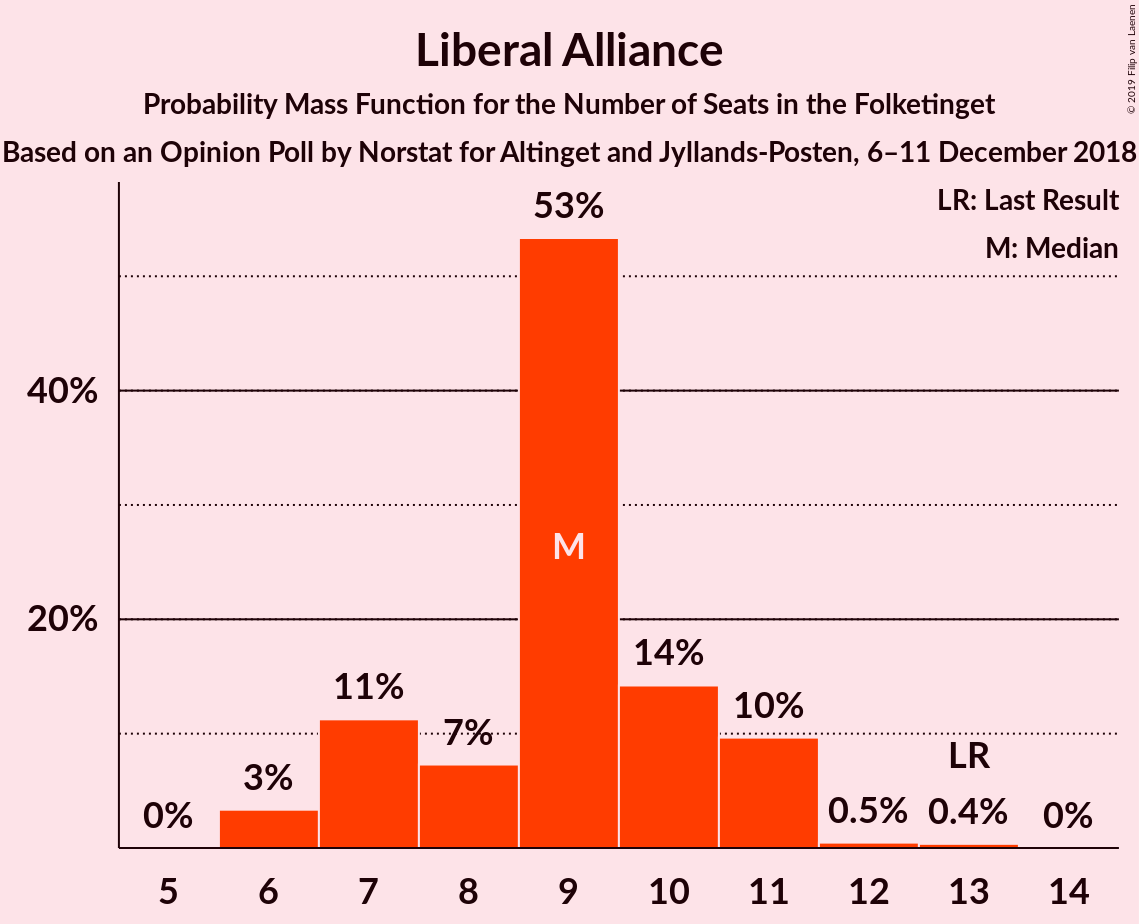 Liberal Alliance
Probability Mass Function for the Number of Seats in the Folketinget
Based on an Opinion Poll by Norstat for Altinget and Jyllands-Posten, 6–11 December 2018
© 2019 Filip van Laenen
LR: Last Result
M: Median
53%
40%
M
20%
14%
11%
10%
7%
LR
3%
0.5%
0.4%
0%
0%
5 6 7 8 9 10 11 12 13 14